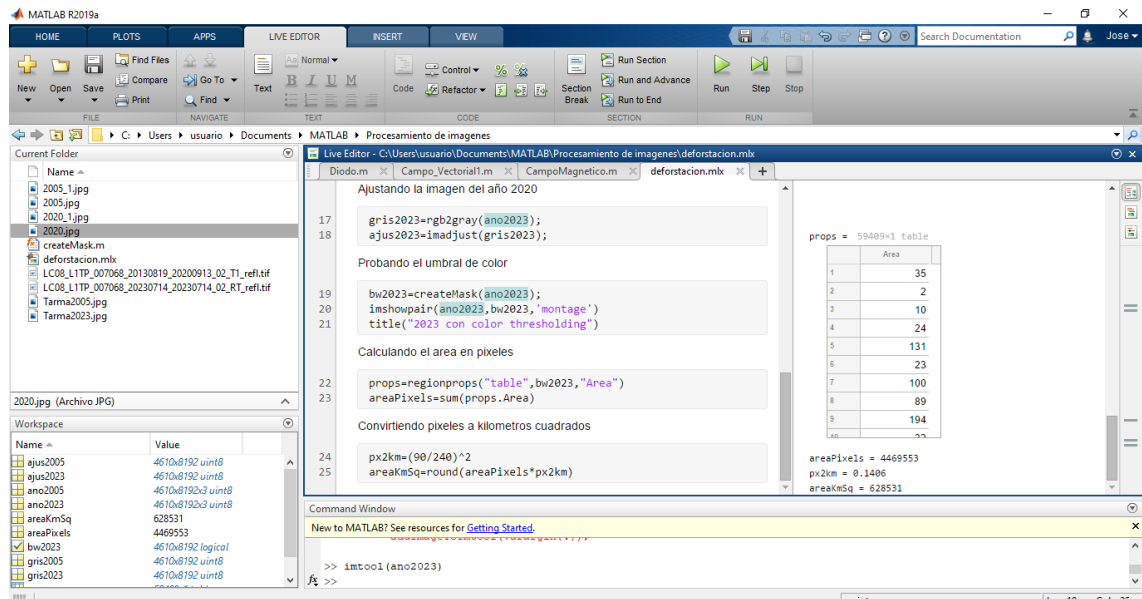 MATLAB R2019a
HOME PLOTS APPS LIVE EDITOR INSERT VIEW Search Documentation Jose
New Open Save Find Files Compare Print Go To Find Text Normal B I U M Code Control Refactor Section Break Run Section Run and Advance Run to End Run Step Stop
FILE NAVIGATE TEXT CODE SECTION RUN
C: Users usuario Documents MATLAB Procesamiento de imagenes
Current Folder
Name
2005_1.jpg
2005.jpg
2020_1.jpg
2020.jpg
createMask.m
deforstacion.mlx
LC08_L1TP_007068_20130819_20200913_02_T1_refl.tif
LC08_L1TP_007068_20230714_20230714_02_RT_refl.tif
Tarma2005.jpg
Tarma2023.jpg
2020.jpg (Archivo JPG)
Workspace
Name Value
ajus2005 4610x8192 uint8
ajus2023 4610x8192 uint8
ano2005 4610x8192x3 uint8
ano2023 4610x8192x3 uint8
areaKmSq 628531
areaPixels 4469553
bw2023 4610x8192 logical
gris2005 4610x8192 uint8
gris2023 4610x8192 uint8
Live Editor - C:\Users\usuario\Documents\MATLAB\Procesamiento de imagenes\deforstacion.mlx
Diodo.m Campo_Vectorial1.m CampoMagnetico.m deforstacion.mlx +
Ajustando la imagen del año 2020
17 gris2023=rgb2gray(ano2023);
18 ajus2023=imadjust(gris2023);
Probando el umbral de color
19 bw2023=createMask(ano2023);
20 imshowpair(ano2023,bw2023,'montage')
21 title("2023 con color thresholding")
Calculando el area en pixeles
22 props=regionprops("table",bw2023,"Area")
23 areaPixels=sum(props.Area)
Convirtiendo pixeles a kilometros cuadrados
24 px2km=(90/240)^2
25 areaKmSq=round(areaPixels*px2km)
props = 59409×1 table
Area
1 35
2 2
3 10
4 24
5 131
6 23
7 100
8 89
9 194
areaPixels = 4469553
px2km = 0.1406
areaKmSq = 628531
Command Window
New to MATLAB? See resources for Getting Started.
>> imtool(ano2023)
fx >>